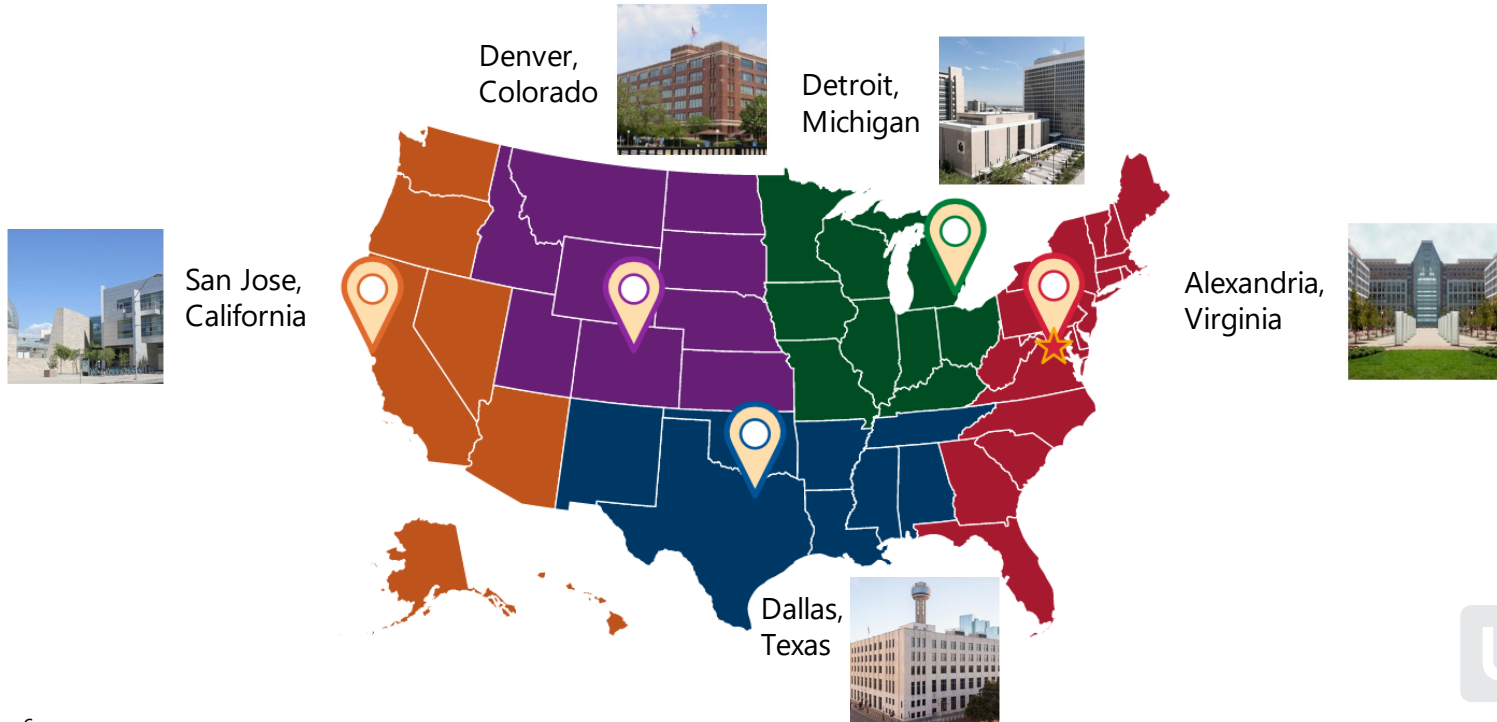 Denver,
Colorado
Detroit,
Michigan
San Jose,
California
Alexandria,
Virginia
Dallas,
Texas